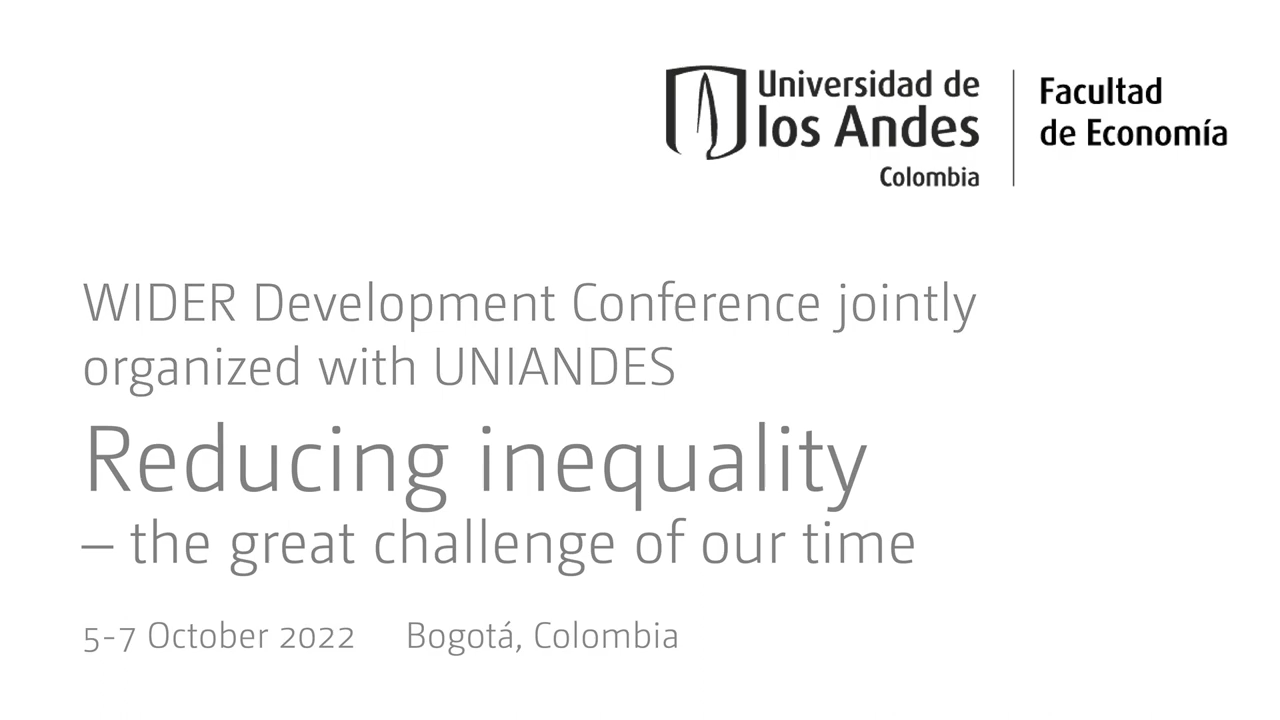 Universidad de
los Andes
Colombia
Facultad
de Economía
WIDER Development Conference jointly
organized with UNIANDES
Reducing inequality
– the great challenge of our time
5-7 October 2022 Bogotá, Colombia